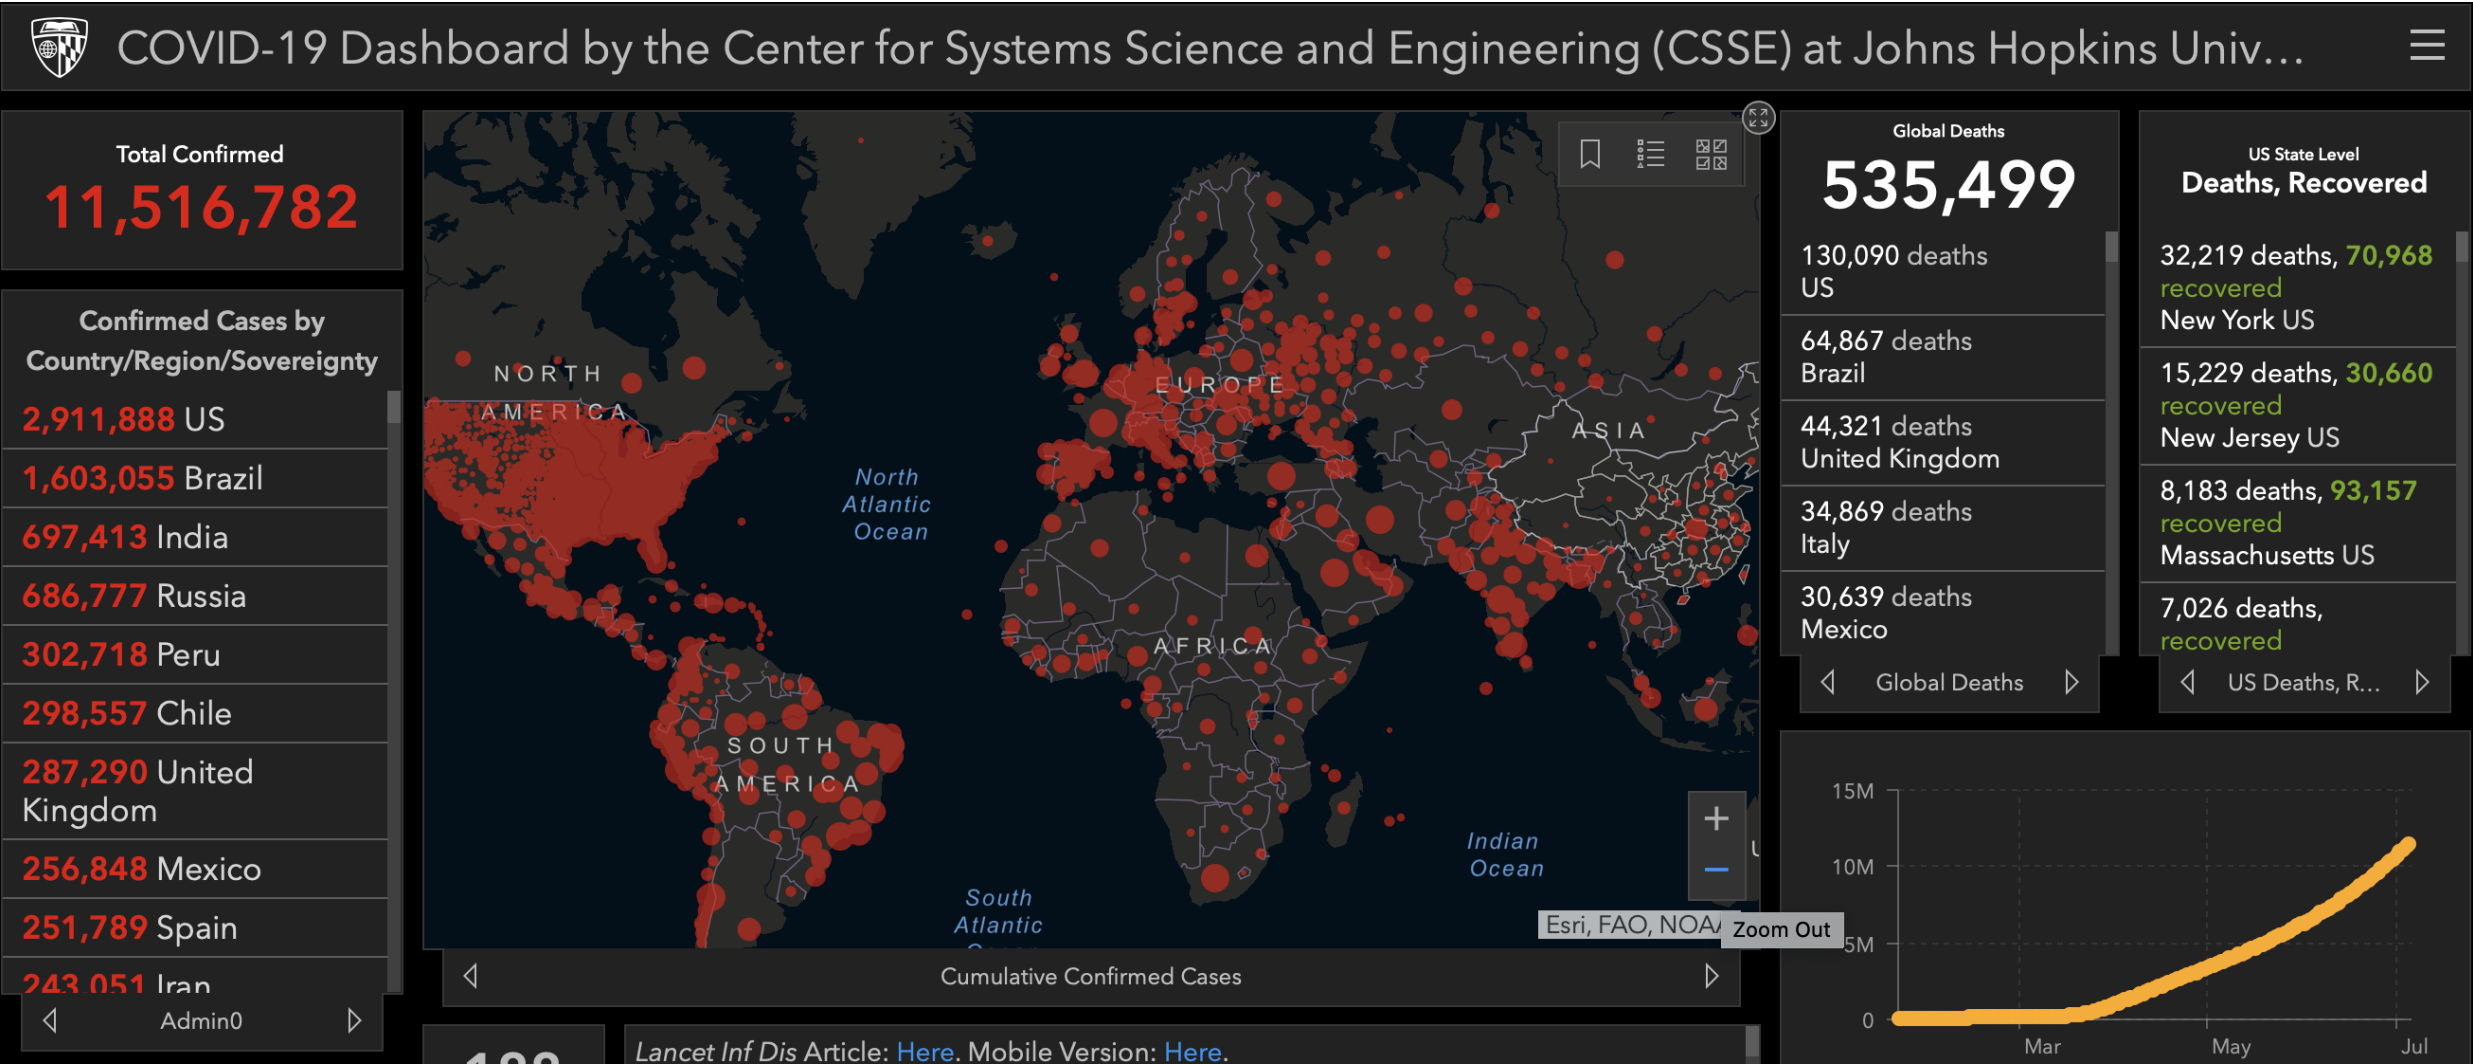 COVID-19 Dashboard by the Center for Systems Science and Engineering (CSSE) at Johns Hopkins Univ...
Total Confirmed
11,516,782
Confirmed Cases by
Country/Region/Sovereignty
2,911,888 US
1,603,055 Brazil
697,413 India
686,777 Russia
302,718 Peru
298,557 Chile
287,290 United
Kingdom
256,848 Mexico
251,789 Spain
243,051 Iran
Admin0
NORTH
AMERICA
EUROPE
ASIA
North
Atlantic
Ocean
AFRICA
SOUTH
AMERICA
Indian
Ocean
South
Atlantic
Ocean
+
−
Esri, FAO, NOAA
Zoom Out
Cumulative Confirmed Cases
Lancet Inf Dis Article: Here. Mobile Version: Here.
Global Deaths
535,499
130,090 deaths
US
64,867 deaths
Brazil
44,321 deaths
United Kingdom
34,869 deaths
Italy
30,639 deaths
Mexico
Global Deaths
US State Level
Deaths, Recovered
32,219 deaths, 70,968
recovered
New York US
15,229 deaths, 30,660
recovered
New Jersey US
8,183 deaths, 93,157
recovered
Massachusetts US
7,026 deaths,
recovered
US Deaths, R...
15M
10M
5M
0
Mar
May
Jul